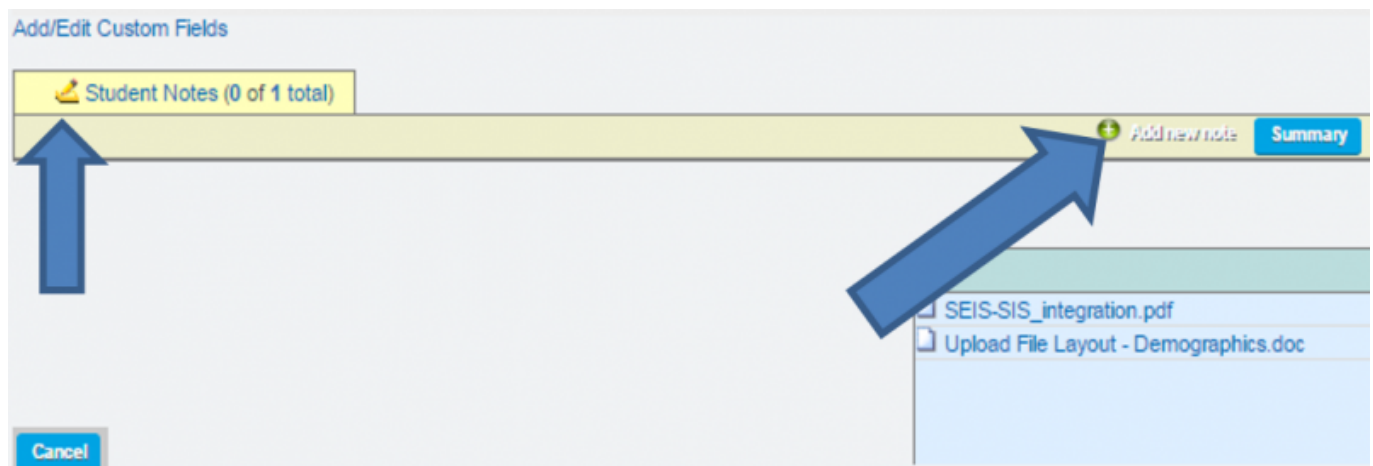 Add/Edit Custom Fields
Student Notes (0 of 1 total)
Add new note Summary
SEIS-SIS_integration.pdf
Upload File Layout - Demographics.doc
Cancel